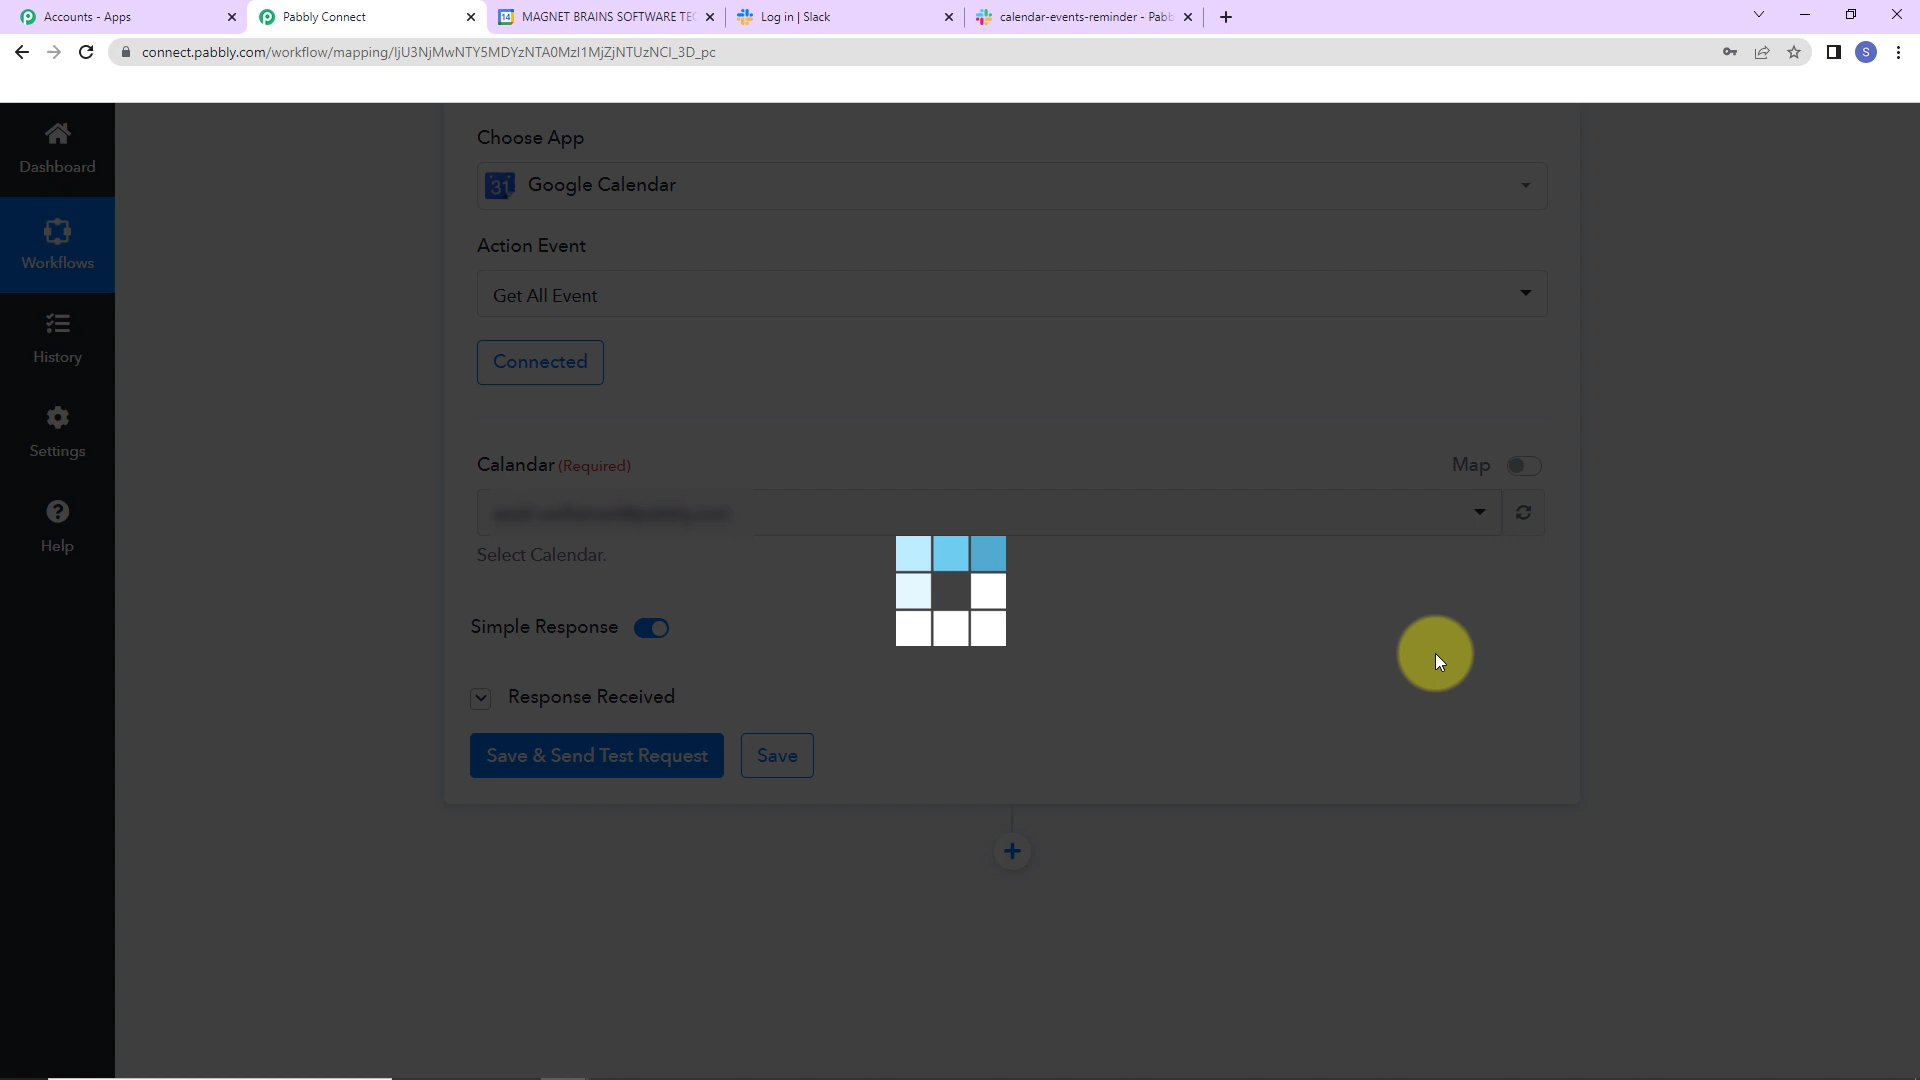 Accounts - Apps
Pabbly Connect
MAGNET BRAINS SOFTWARE TEC
Log in | Slack
calendar-events-reminder - Pabb
connect.pabbly.com/workflow/mapping/IjU3NjMwNTY5MDYzNTA0MzI1MjZjNTUzNCI_3D_pc
S
Dashboard
Workflows
History
Settings
Help
Choose App
31 Google Calendar
Action Event
Get All Event
Connected
Calandar (Required)
Map
Select Calendar.
Simple Response
Response Received
Save & Send Test Request
Save